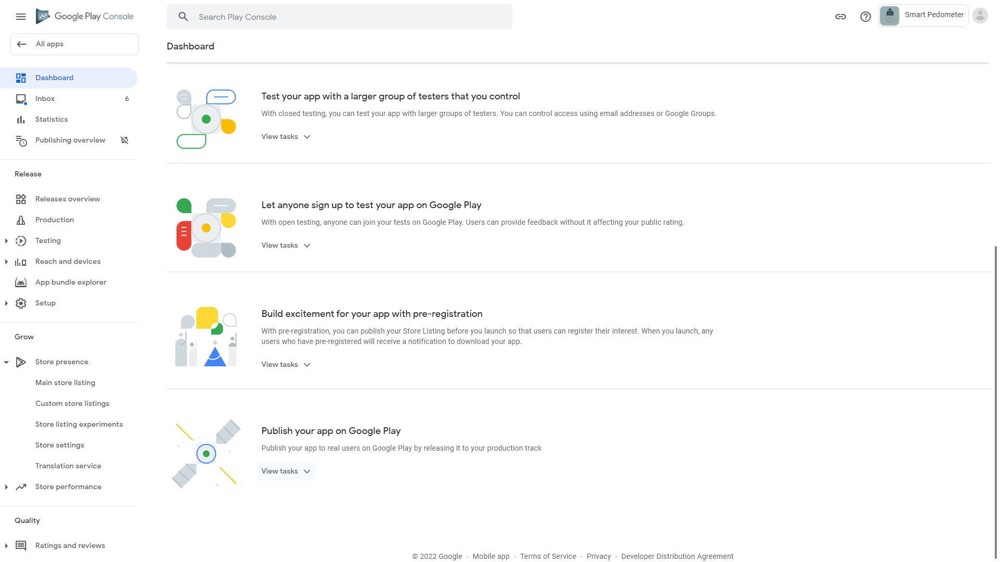 Google Play Console
Search Play Console
Smart Pedometer
All apps
Dashboard
Dashboard
Inbox 6
Statistics
Publishing overview
Release
Releases overview
Production
Testing
Reach and devices
App bundle explorer
Setup
Grow
Store presence
Main store listing
Custom store listings
Store listing experiments
Store settings
Translation service
Store performance
Quality
Ratings and reviews
Test your app with a larger group of testers that you control
With closed testing, you can test your app with larger groups of testers. You can control access using email addresses or Google Groups.
View tasks
Let anyone sign up to test your app on Google Play
With open testing, anyone can join your tests on Google Play. Users can provide feedback without it affecting your public rating.
View tasks
Build excitement for your app with pre-registration
With pre-registration, you can publish your Store Listing before you launch so that users can register their interest. When you launch, any
users who have pre-registered will receive a notification to download your app.
View tasks
Publish your app on Google Play
Publish your app to real users on Google Play by releasing it to your production track
View tasks
© 2022 Google • Mobile app • Terms of Service • Privacy • Developer Distribution Agreement